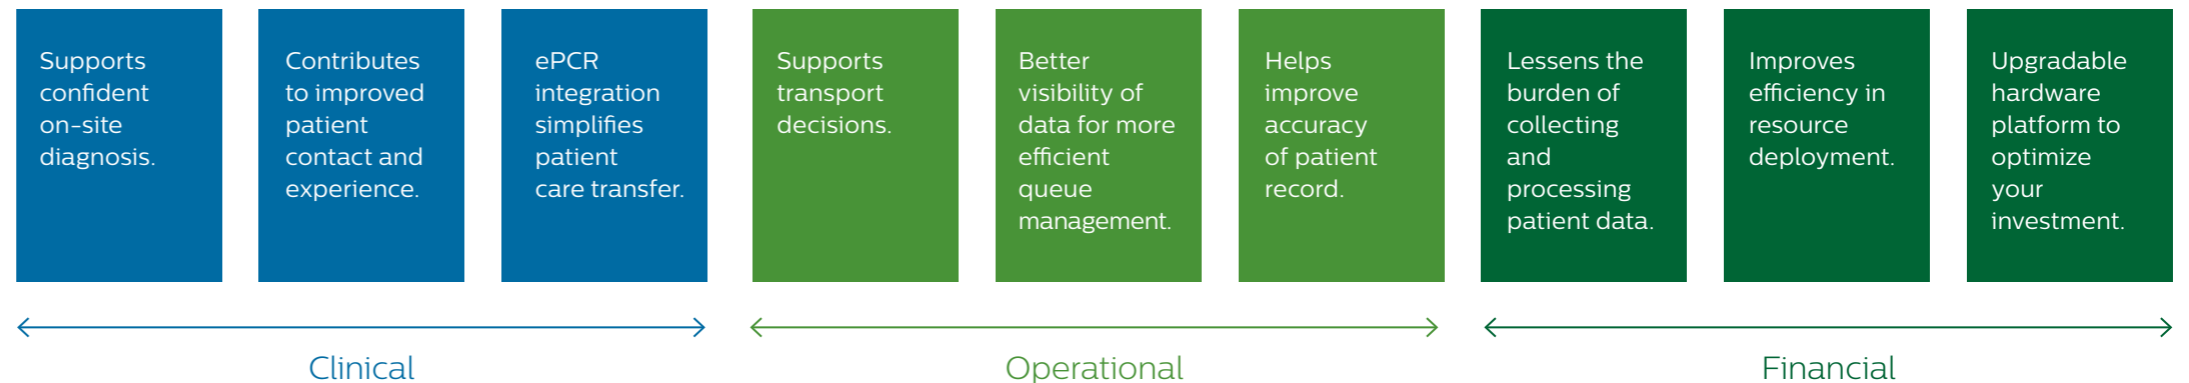 Supports
confident
on-site
diagnosis.
Contributes
to improved
patient
contact and
experience.
ePCR
integration
simplifies
patient
care transfer.
Supports
transport
decisions.
Better
visibility of
data for more
efficient
queue
management.
Helps
improve
accuracy
of patient
record.
Lessens the
burden of
collecting
and
processing
patient data.
Improves
efficiency in
resource
deployment.
Upgradable
hardware
platform to
optimize
your
investment.
Clinical
Operational
Financial